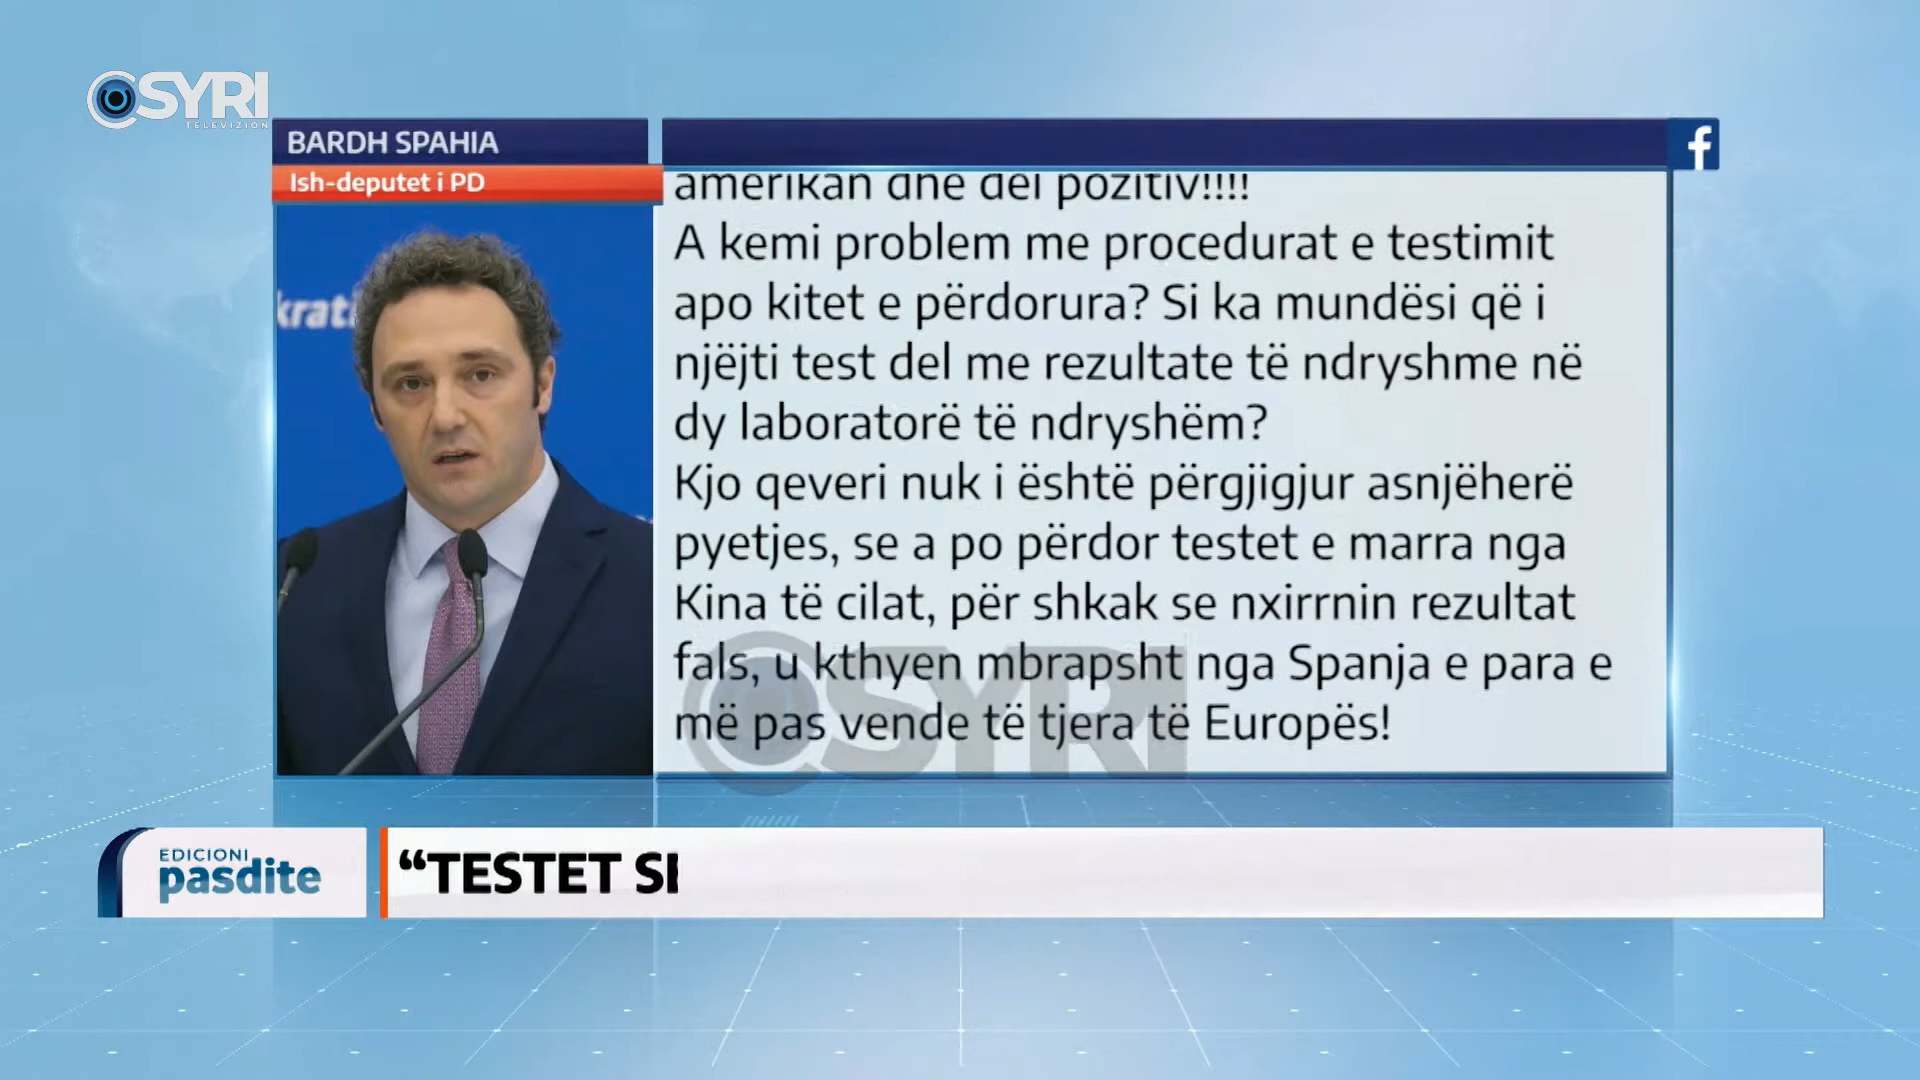 SYRI
TELEVIZION
BARDH SPAHIA
Ish-deputet i PD
krati
amerikan dhe del pozitiv!!!!
A kemi problem me procedurat e testimit
apo kitet e përdorura? Si ka mundësi që i
njëjti test del me rezultate të ndryshme në
dy laboratorë të ndryshëm?
Kjo qeveri nuk i është përgjigjur asnjëherë
pyetjes, se a po përdor testet e marra nga
Kina të cilat, për shkak se nxirrnin rezultat
fals, u kthyen mbrapsht nga Spanja e para e
më pas vende të tjera të Europës!
SYRI
EDICIONI
pasdite
“TESTET